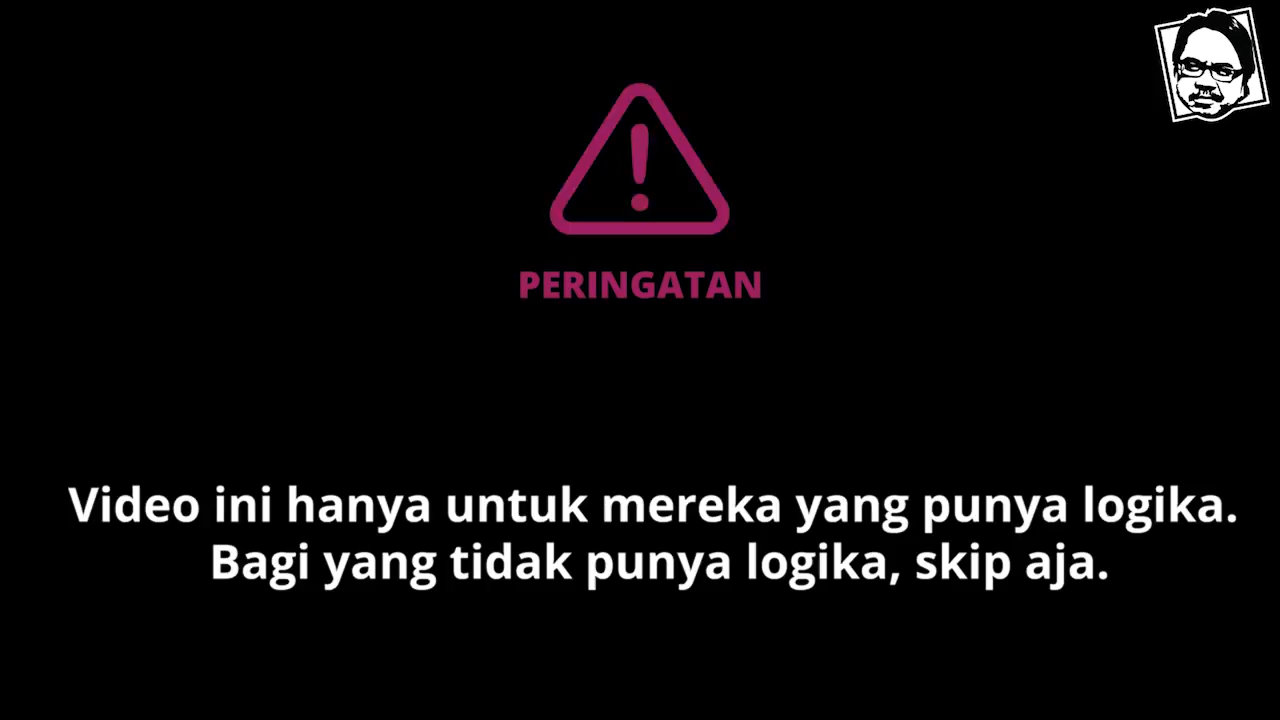 PERINGATAN
Video ini hanya untuk mereka yang punya logika.
Bagi yang tidak punya logika, skip aja.